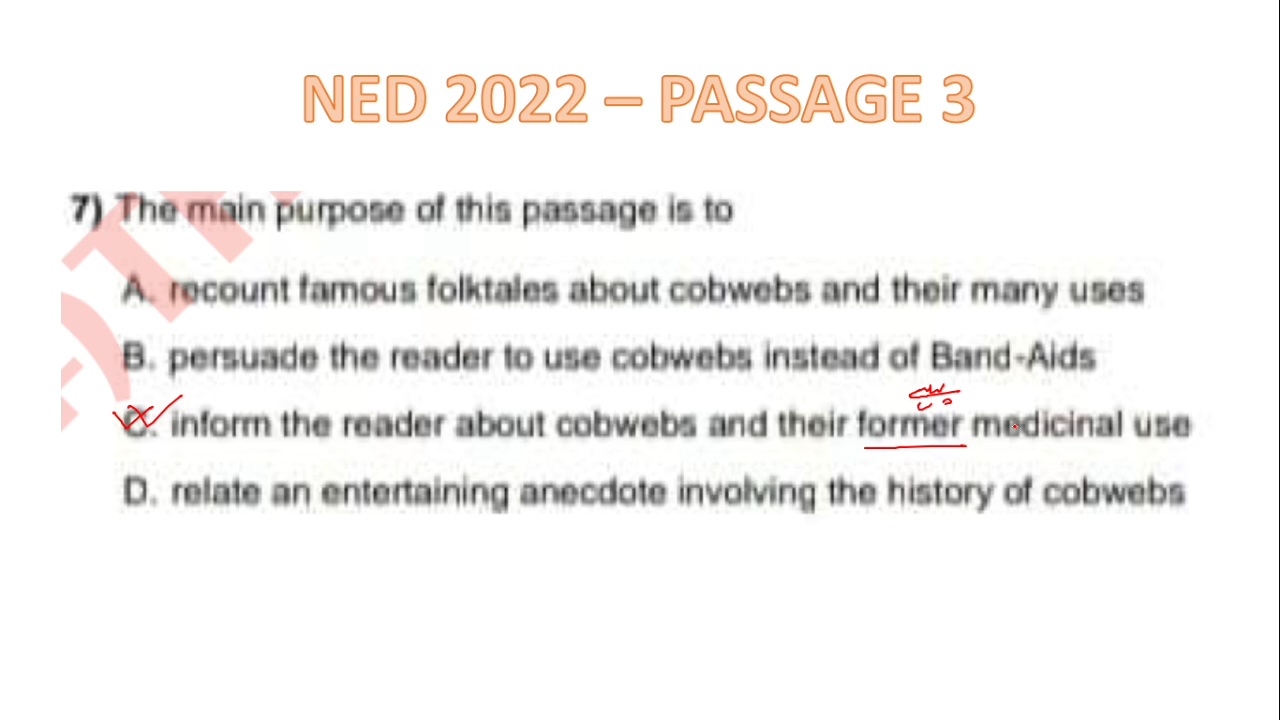 NED 2022 – PASSAGE 3
7) The main purpose of this passage is to
A. recount famous folktales about cobwebs and their many uses
B. persuade the reader to use cobwebs instead of Band-Aids
C. inform the reader about cobwebs and their former medicinal use
D. relate an entertaining anecdote involving the history of cobwebs